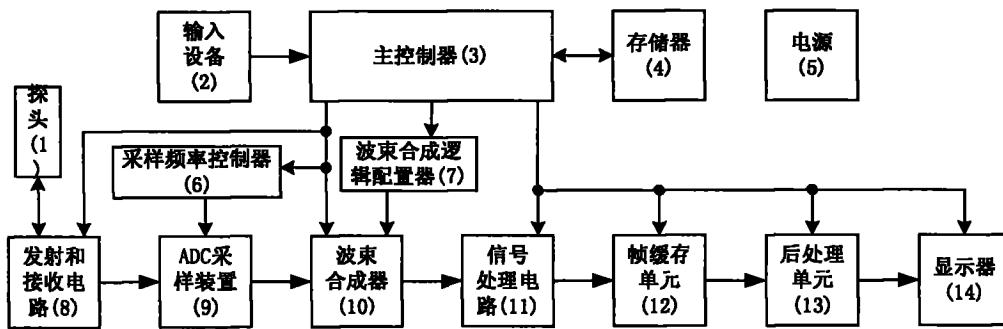 输入
设备
(2)
主控制器(3)
存储器
(4)
电源
(5)
探
头
(1
)
采样频率控制器
(6)
波束合成逻
辑配置器(7)
发射和
接收电
路(8)
ADC采
样装置
(9)
波束
合成器
(10)
信号
处理电
路(11)
帧缓存
单元
(12)
后处理
单元
(13)
显示器
(14)